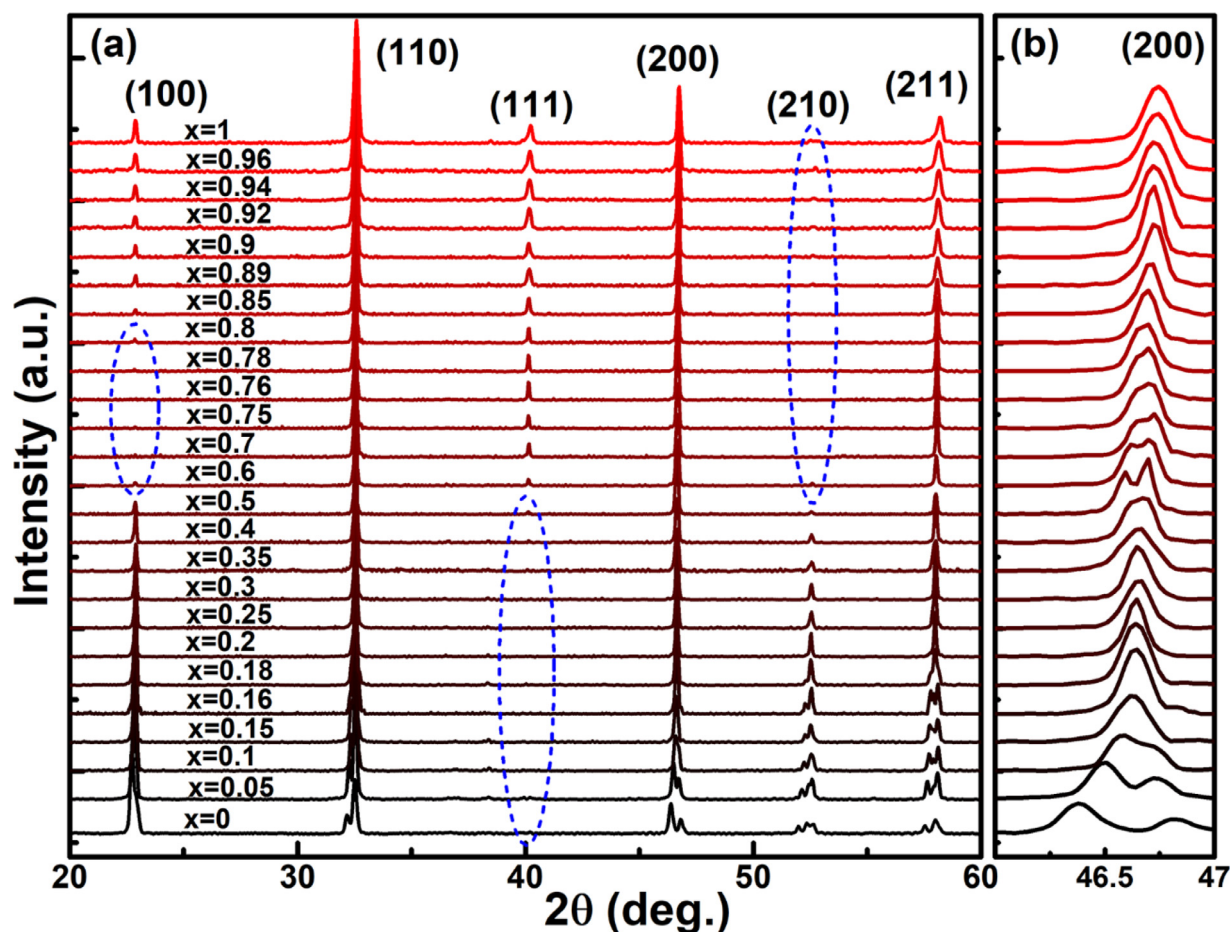 (a)
(110)
(200)
(b)
(200)
(100)
(111)
(210)
(211)
x=1
x=0.96
x=0.94
x=0.92
x=0.9
x=0.89
x=0.85
x=0.8
x=0.78
x=0.76
x=0.75
x=0.7
x=0.6
x=0.5
x=0.4
x=0.35
x=0.3
x=0.25
x=0.2
x=0.18
x=0.16
x=0.15
x=0.1
x=0.05
x=0
Intensity (a.u.)
20 30 40 50 60
46.5 47
2θ (deg.)